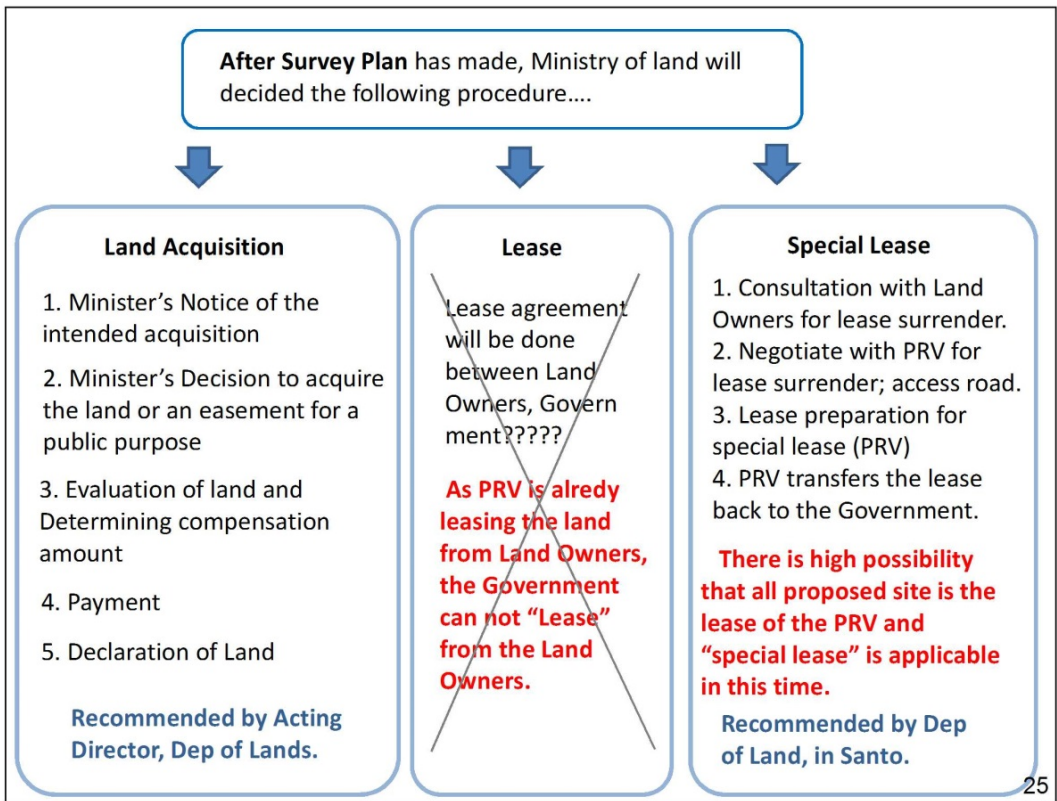 After Survey Plan has made, Ministry of land will
decided the following procedure….
Land Acquisition
1. Minister’s Notice of the
intended acquisition
2. Minister’s Decision to acquire
the land or an easement for a
public purpose
3. Evaluation of land and
Determining compensation
amount
4. Payment
5. Declaration of Land
Recommended by Acting
Director, Dep of Lands.
Lease
Lease agreement
will be done
between Land
Owners, Govern
ment?????
As PRV is alredy
leasing the land
from Land Owners,
the Government
can not “Lease”
from the Land
Owners.
Special Lease
1. Consultation with Land
Owners for lease surrender.
2. Negotiate with PRV for
lease surrender; access road.
3. Lease preparation for
special lease (PRV)
4. PRV transfers the lease
back to the Government.
There is high possibility
that all proposed site is the
lease of the PRV and
“special lease” is applicable
in this time.
Recommended by Dep
of Land, in Santo.
25